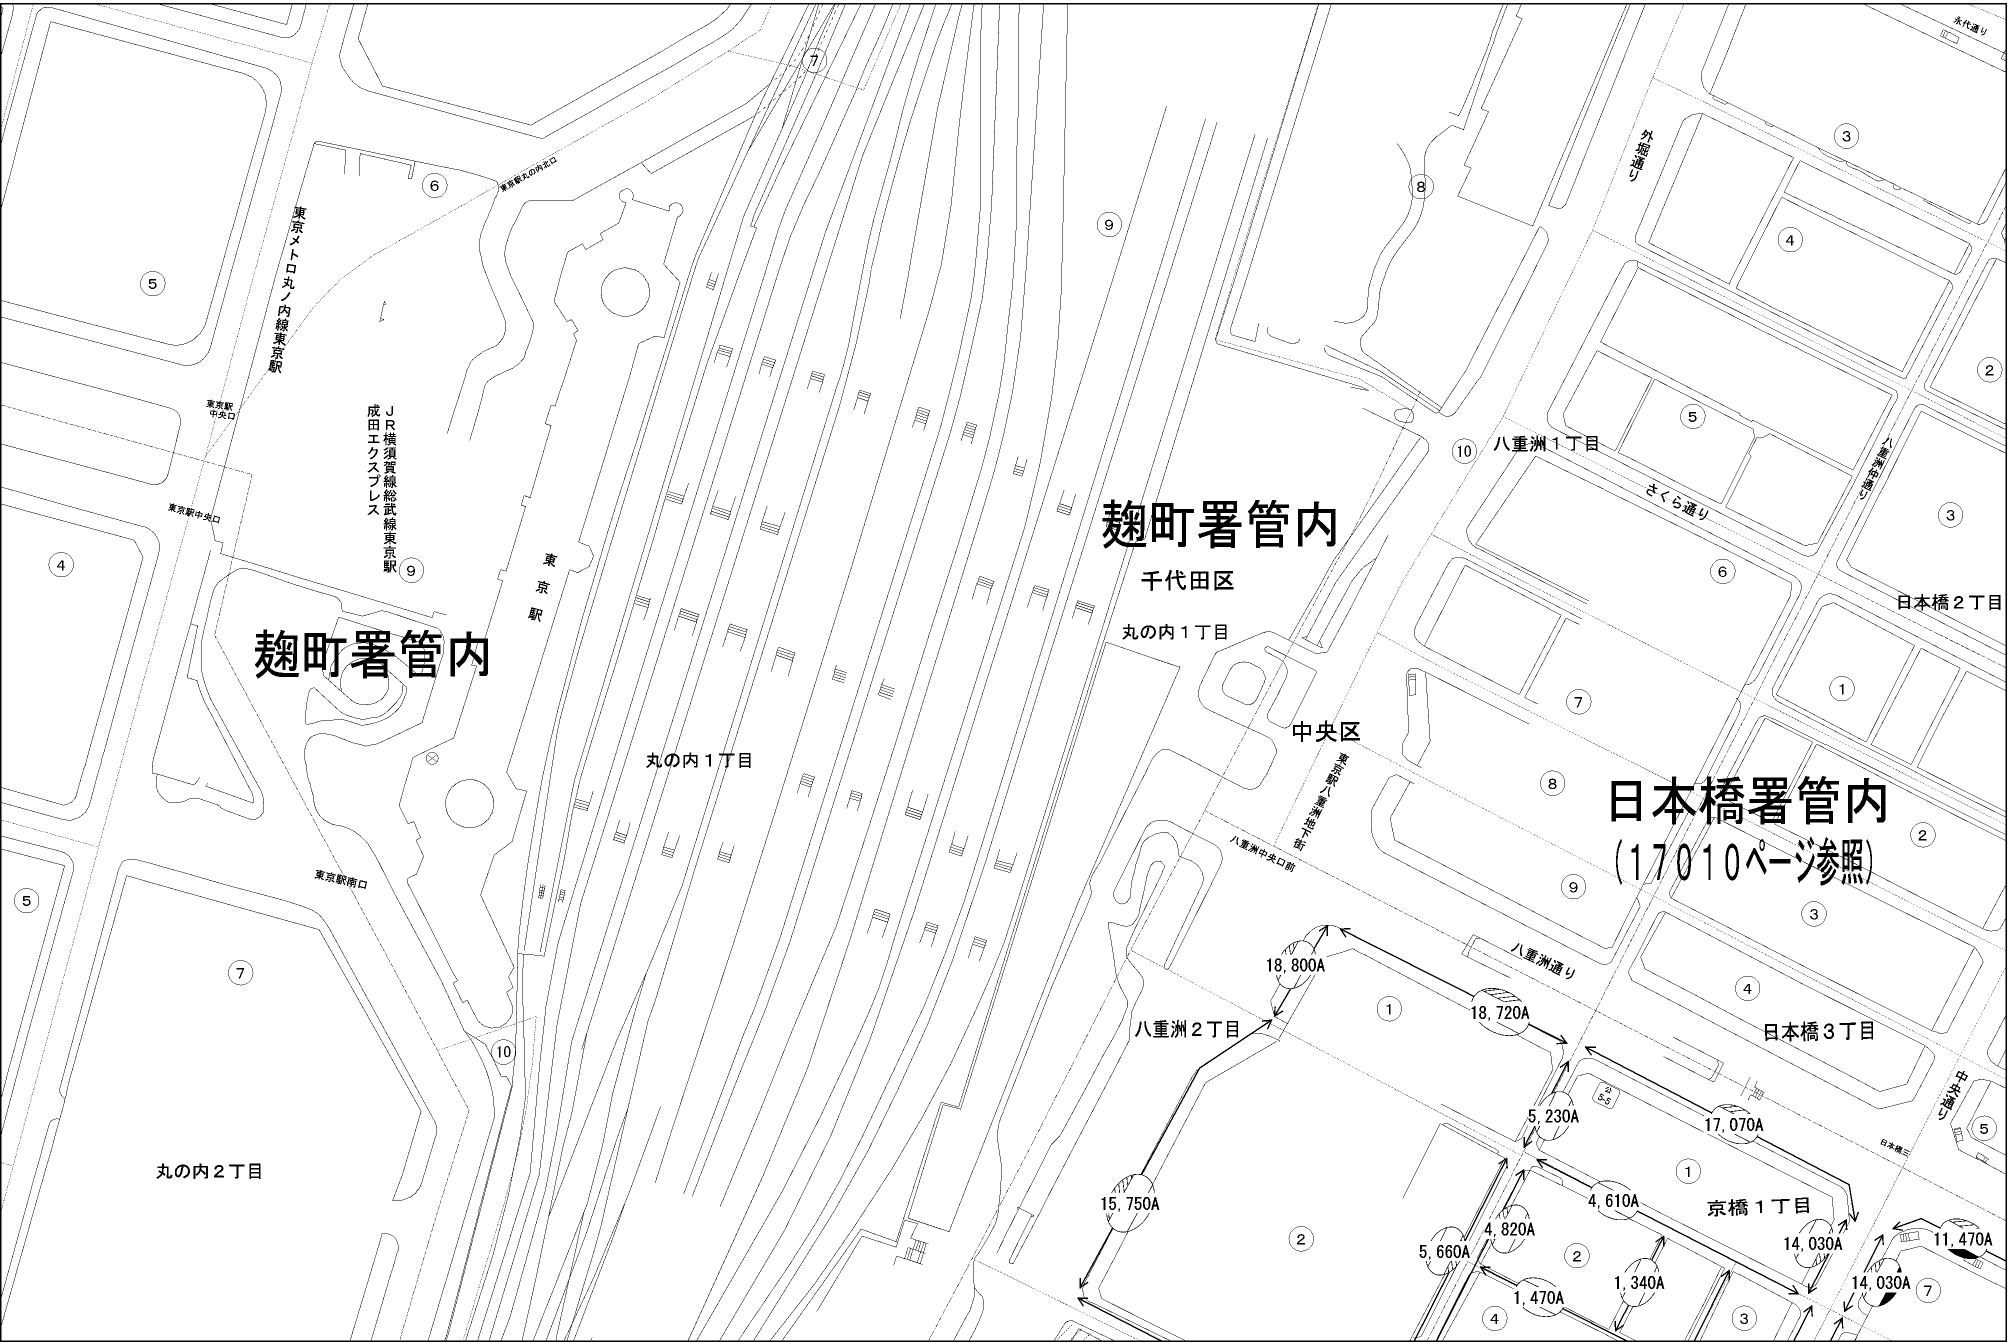 永代通り
⑦
③
外堀通り
東京駅丸の内北口
⑥
⑧
東京メトロ丸ノ内線東京駅
⑨
④
⑤
②
東京駅
中央口
JR横須賀線総武線東京駅
成田エクスプレス
⑤
⑩
八重洲1丁目
八重洲仲通り
さくら通り
③
東京駅中央口
麹町署管内
千代田区
④
⑨
東京駅
⑥
日本橋2丁目
丸の内1丁目
麹町署管内
①
⑦
中央区
丸の内1丁目
東京駅八重洲地下街
⑧
日本橋署管内
(17010ページ参照)
②
八重洲中央口前
東京駅南口
⑨
⑤
③
⑦
18,800A
八重洲通り
④
①
18,720A
八重洲2丁目
日本橋3丁目
⑩
中央通り
公
5-5
5,230A
17,070A
⑤
日本橋三
丸の内2丁目
①
15,750A
4,610A
京橋1丁目
4,820A
②
5,660A
14,030A
11,470A
②
1,340A
14,030A
⑦
1,470A
④
③